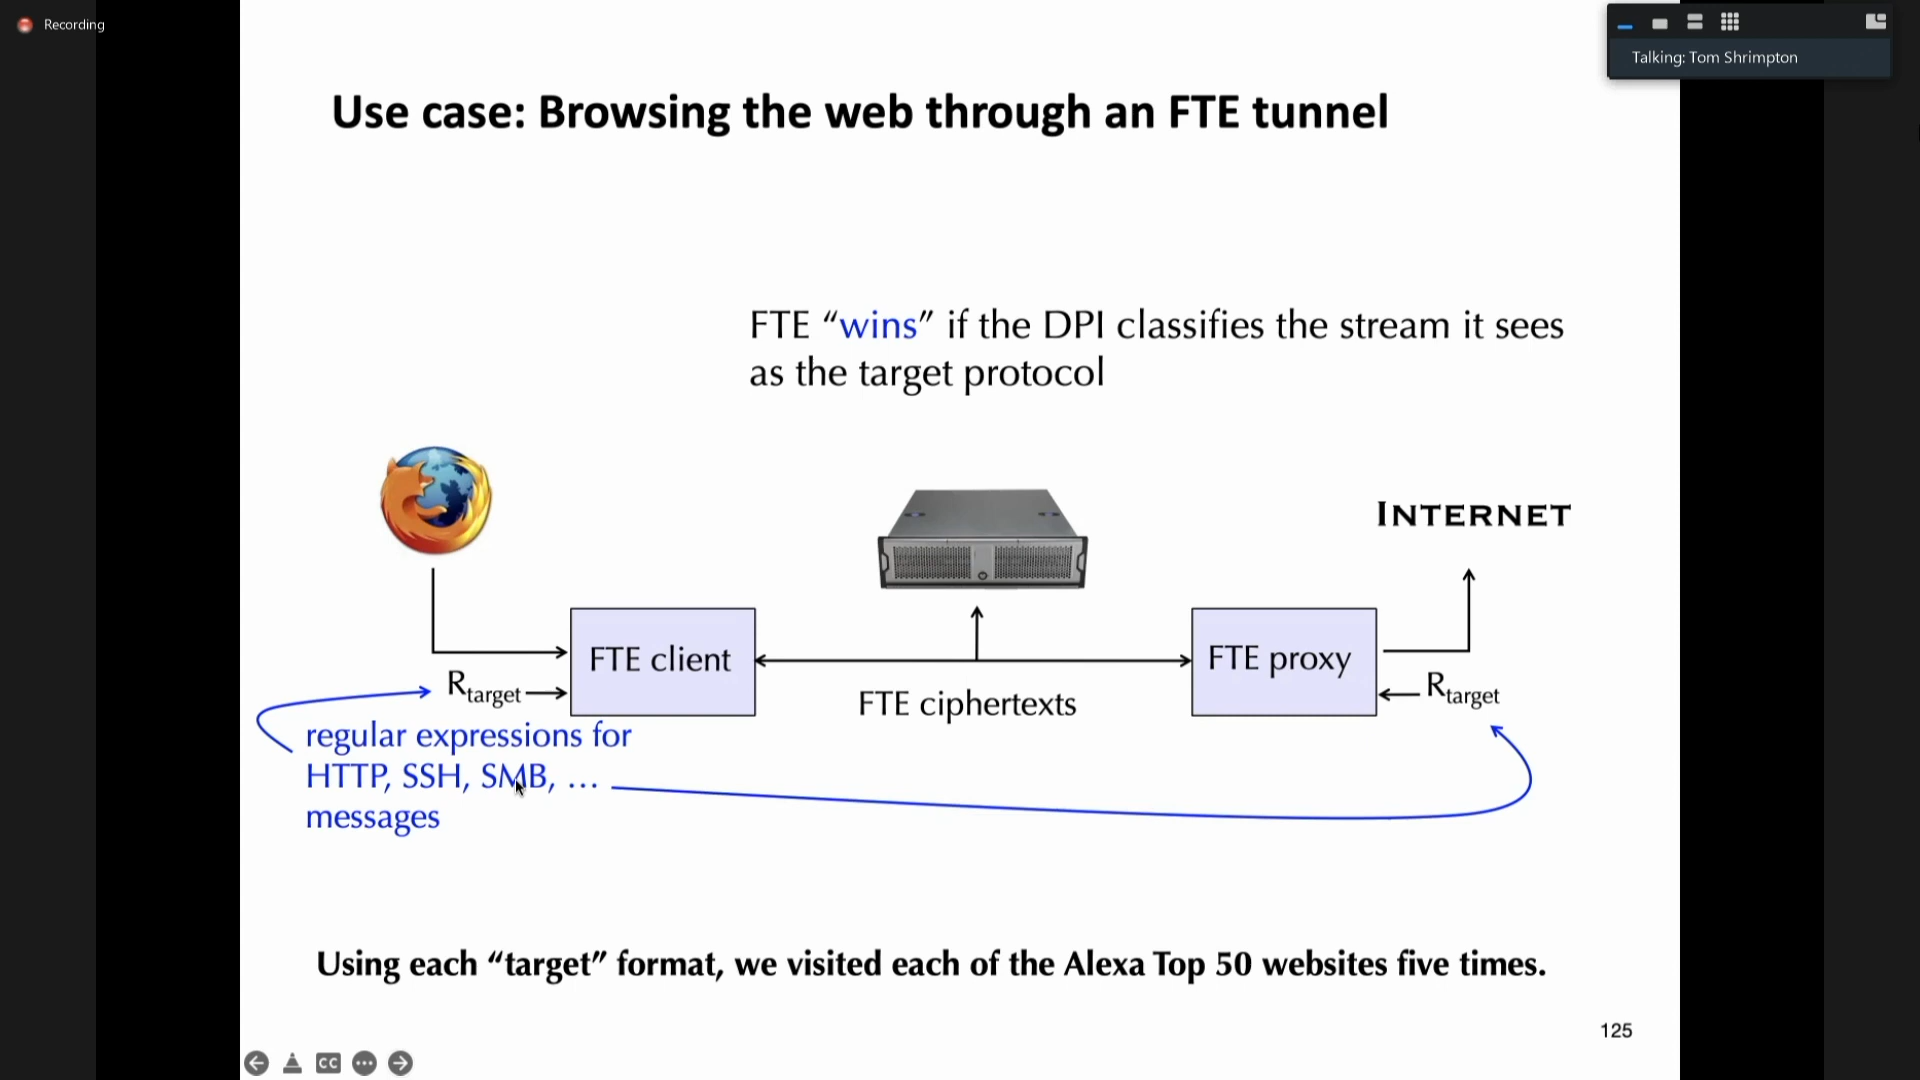 Recording
Talking: Tom Shrimpton
Use case: Browsing the web through an FTE tunnel
FTE “wins” if the DPI classifies the stream it sees
as the target protocol
INTERNET
FTE client
FTE proxy
Rtarget
FTE ciphertexts
Rtarget
regular expressions for
HTTP, SSH, SMB, ...
messages
Using each “target” format, we visited each of the Alexa Top 50 websites five times.
125
CC